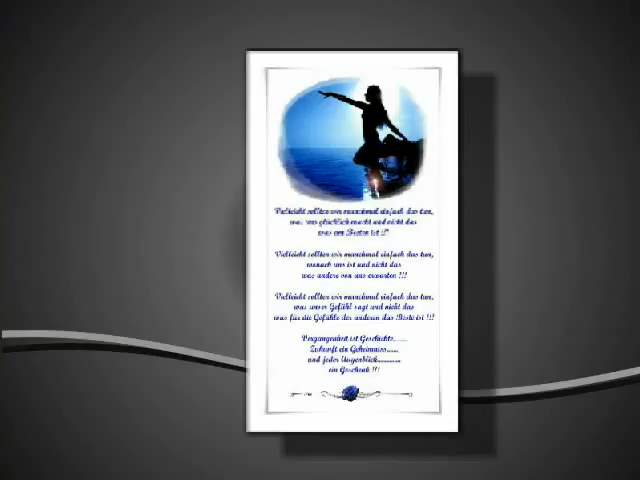 Vielleicht sollten wir manchmal einfach das tun,
was uns glücklich macht und nicht das
was am Besten ist !!
Vielleicht sollten wir manchmal einfach das tun,
wonach uns ist und nicht das
was andere von uns erwarten !!!
Vielleicht sollten wir manchmal einfach das tun,
was unser Gefühl sagt und nicht das
was für die Gefühle der anderen das Beste ist !!!
Vergangenheit ist Geschichte.......
Zukunft ein Geheimniss......
und jeder Augenblick...........
ein Geschenk !!!